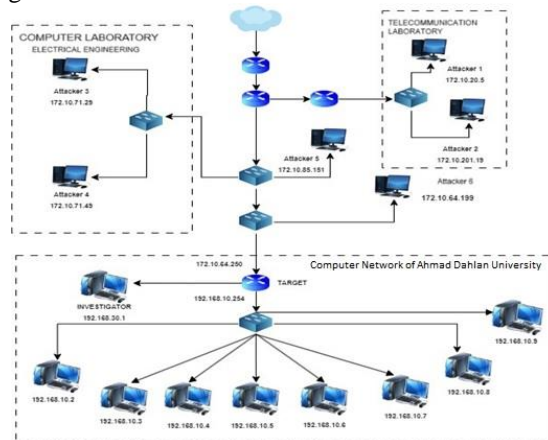 COMPUTER LABORATORY
ELECTRICAL ENGINEERING
Attacker 3
172.10.71.29
Attacker 4
172.10.71.49
TELECOMMUNICATION
LABORATORY
Attacker 1
172.10.20.5
Attacker 2
172.10.201.19
Attacker 5
172.10.85.151
Attacker 6
172.10.64.199
172.10.64.250
Computer Network of Ahmad Dahlan University
TARGET
INVESTIGATOR
192.168.30.1
192.168.10.254
192.168.10.9
192.168.10.2
192.168.10.3
192.168.10.4
192.168.10.5
192.168.10.6
192.168.10.7
192.168.10.8